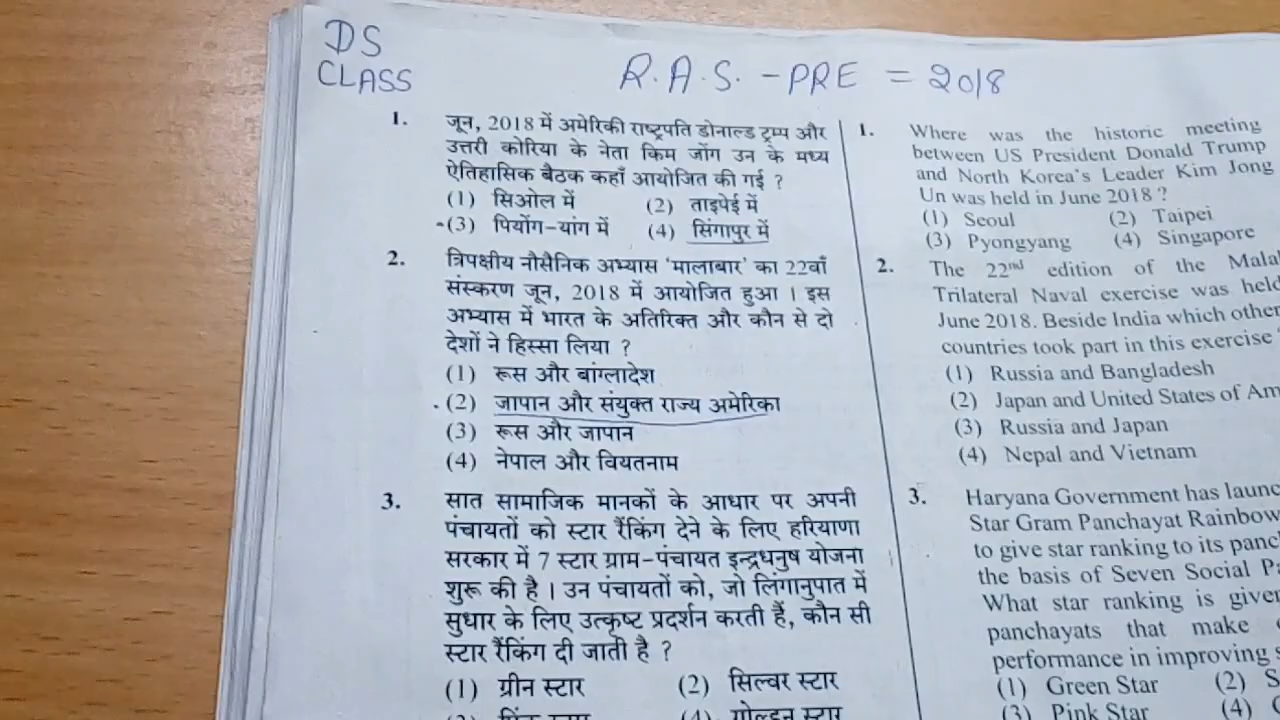 DS
CLASS
R.A.S. - PRE = 2018
1. जून, 2018 में अमेरिकी राष्ट्रपति डोनाल्ड ट्रम्प और
उत्तरी कोरिया के नेता किम जोंग उन के मध्य
ऐतिहासिक बैठक कहाँ आयोजित की गई ?
(1) सिओल में (2) ताइपेई में
(3) पियोंग-यांग में (4) सिंगापुर में
2. त्रिपक्षीय नौसैनिक अभ्यास 'मालाबार' का 22वाँ
संस्करण जून, 2018 में आयोजित हुआ । इस
अभ्यास में भारत के अतिरिक्त और कौन से दो
देशों ने हिस्सा लिया ?
(1) रूस और बांग्लादेश
(2) जापान और संयुक्त राज्य अमेरिका
(3) रूस और जापान
(4) नेपाल और वियतनाम
3. सात सामाजिक मानकों के आधार पर अपनी
पंचायतों को स्टार रैंकिंग देने के लिए हरियाणा
सरकार में 7 स्टार ग्राम-पंचायत इन्द्रधनुष योजना
शुरू की है । उन पंचायतों को, जो लिंगानुपात में
सुधार के लिए उत्कृष्ट प्रदर्शन करती हैं, कौन सी
स्टार रैंकिंग दी जाती है ?
(1) ग्रीन स्टार (2) सिल्वर स्टार
(4) गोल्डन स्टार
1. Where was the historic meeting
between US President Donald Trump
and North Korea's Leader Kim Jong
Un was held in June 2018 ?
(1) Seoul (2) Taipei
(3) Pyongyang (4) Singapore
2. The 22nd edition of the Mala
Trilateral Naval exercise was held
June 2018. Beside India which other
countries took part in this exercise
(1) Russia and Bangladesh
(2) Japan and United States of Am
(3) Russia and Japan
(4) Nepal and Vietnam
3. Haryana Government has launc
Star Gram Panchayat Rainbow
to give star ranking to its panc
the basis of Seven Social Pa
What star ranking is given
panchayats that make
performance in improving s
(1) Green Star (2) S
(3) Pink Star (4)